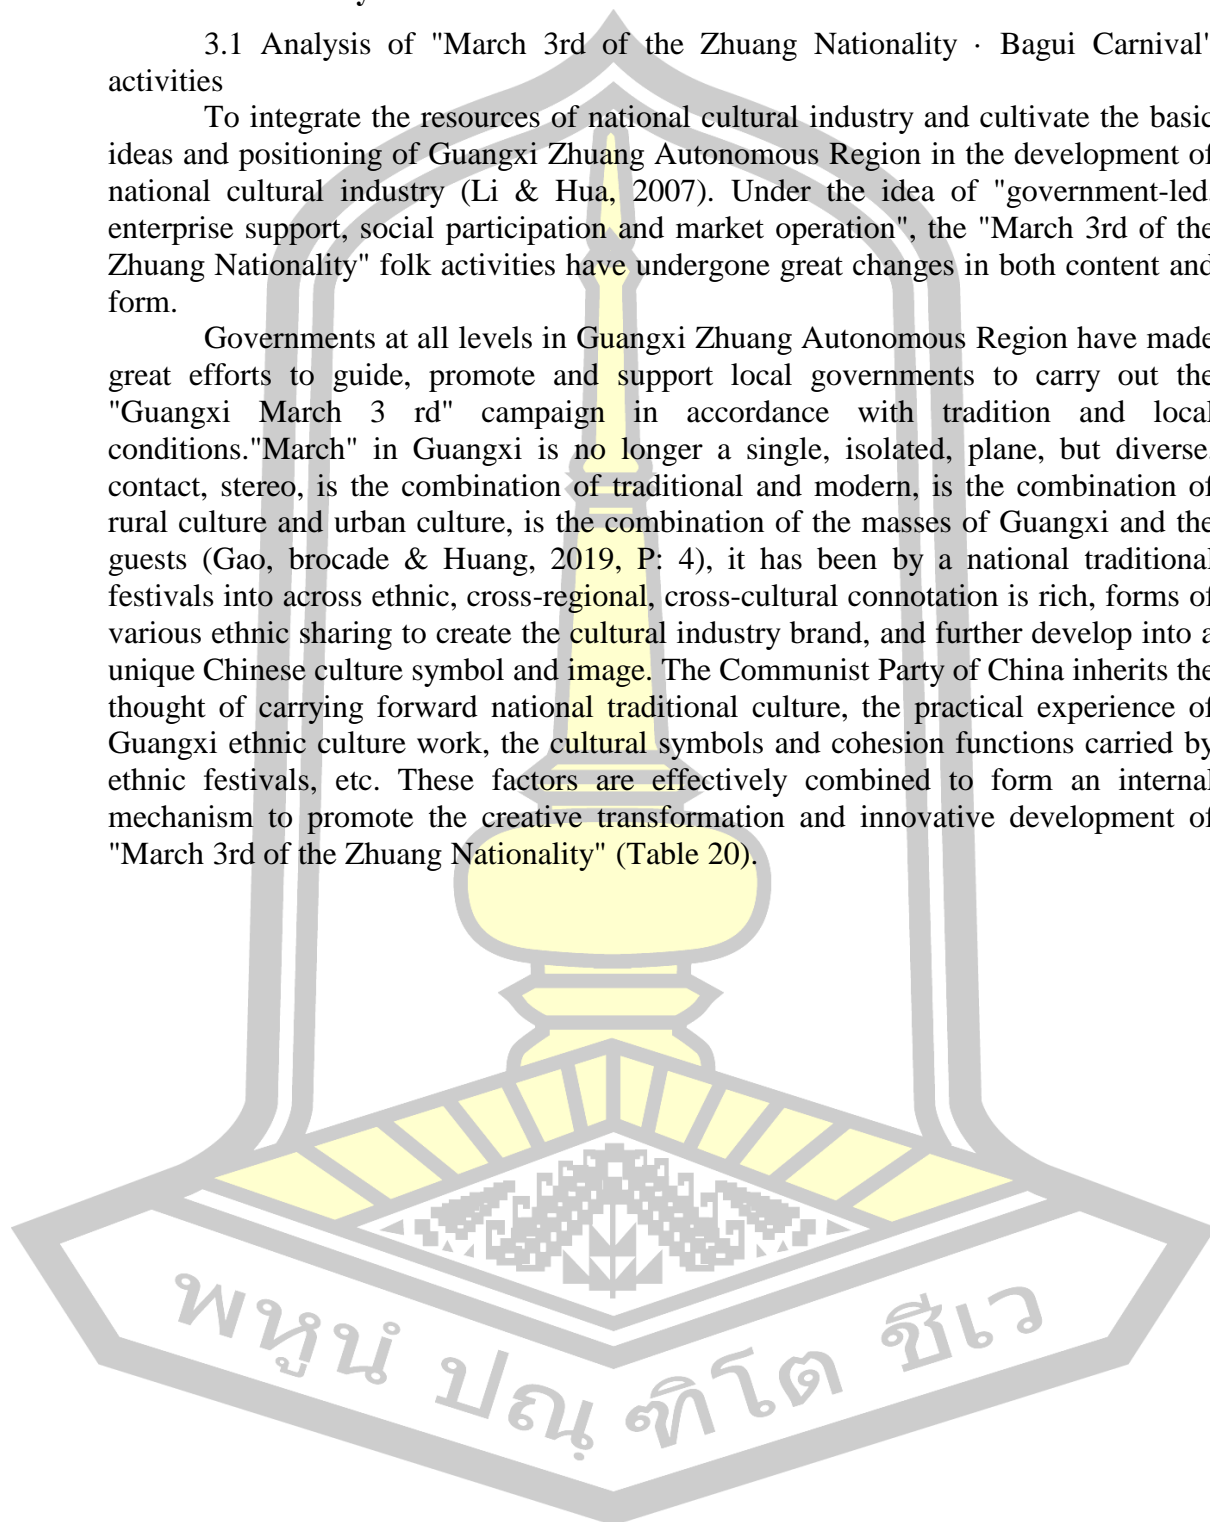 3.1 Analysis of "March 3rd of the Zhuang Nationality · Bagui Carnival"
activities
To integrate the resources of national cultural industry and cultivate the basic
ideas and positioning of Guangxi Zhuang Autonomous Region in the development of
national cultural industry (Li & Hua, 2007). Under the idea of "government-led,
enterprise support, social participation and market operation", the "March 3rd of the
Zhuang Nationality" folk activities have undergone great changes in both content and
form.
Governments at all levels in Guangxi Zhuang Autonomous Region have made
great efforts to guide, promote and support local governments to carry out the
"Guangxi March 3 rd" campaign in accordance with tradition and local
conditions."March" in Guangxi is no longer a single, isolated, plane, but diverse,
contact, stereo, is the combination of traditional and modern, is the combination of
rural culture and urban culture, is the combination of the masses of Guangxi and the
guests (Gao, brocade & Huang, 2019, P: 4), it has been by a national traditional
festivals into across ethnic, cross-regional, cross-cultural connotation is rich, forms of
various ethnic sharing to create the cultural industry brand, and further develop into a
unique Chinese culture symbol and image. The Communist Party of China inherits the
thought of carrying forward national traditional culture, the practical experience of
Guangxi ethnic culture work, the cultural symbols and cohesion functions carried by
ethnic festivals, etc. These factors are effectively combined to form an internal
mechanism to promote the creative transformation and innovative development of
"March 3rd of the Zhuang Nationality" (Table 20).
พหูนํ ปณฺฑิโต ชีเว